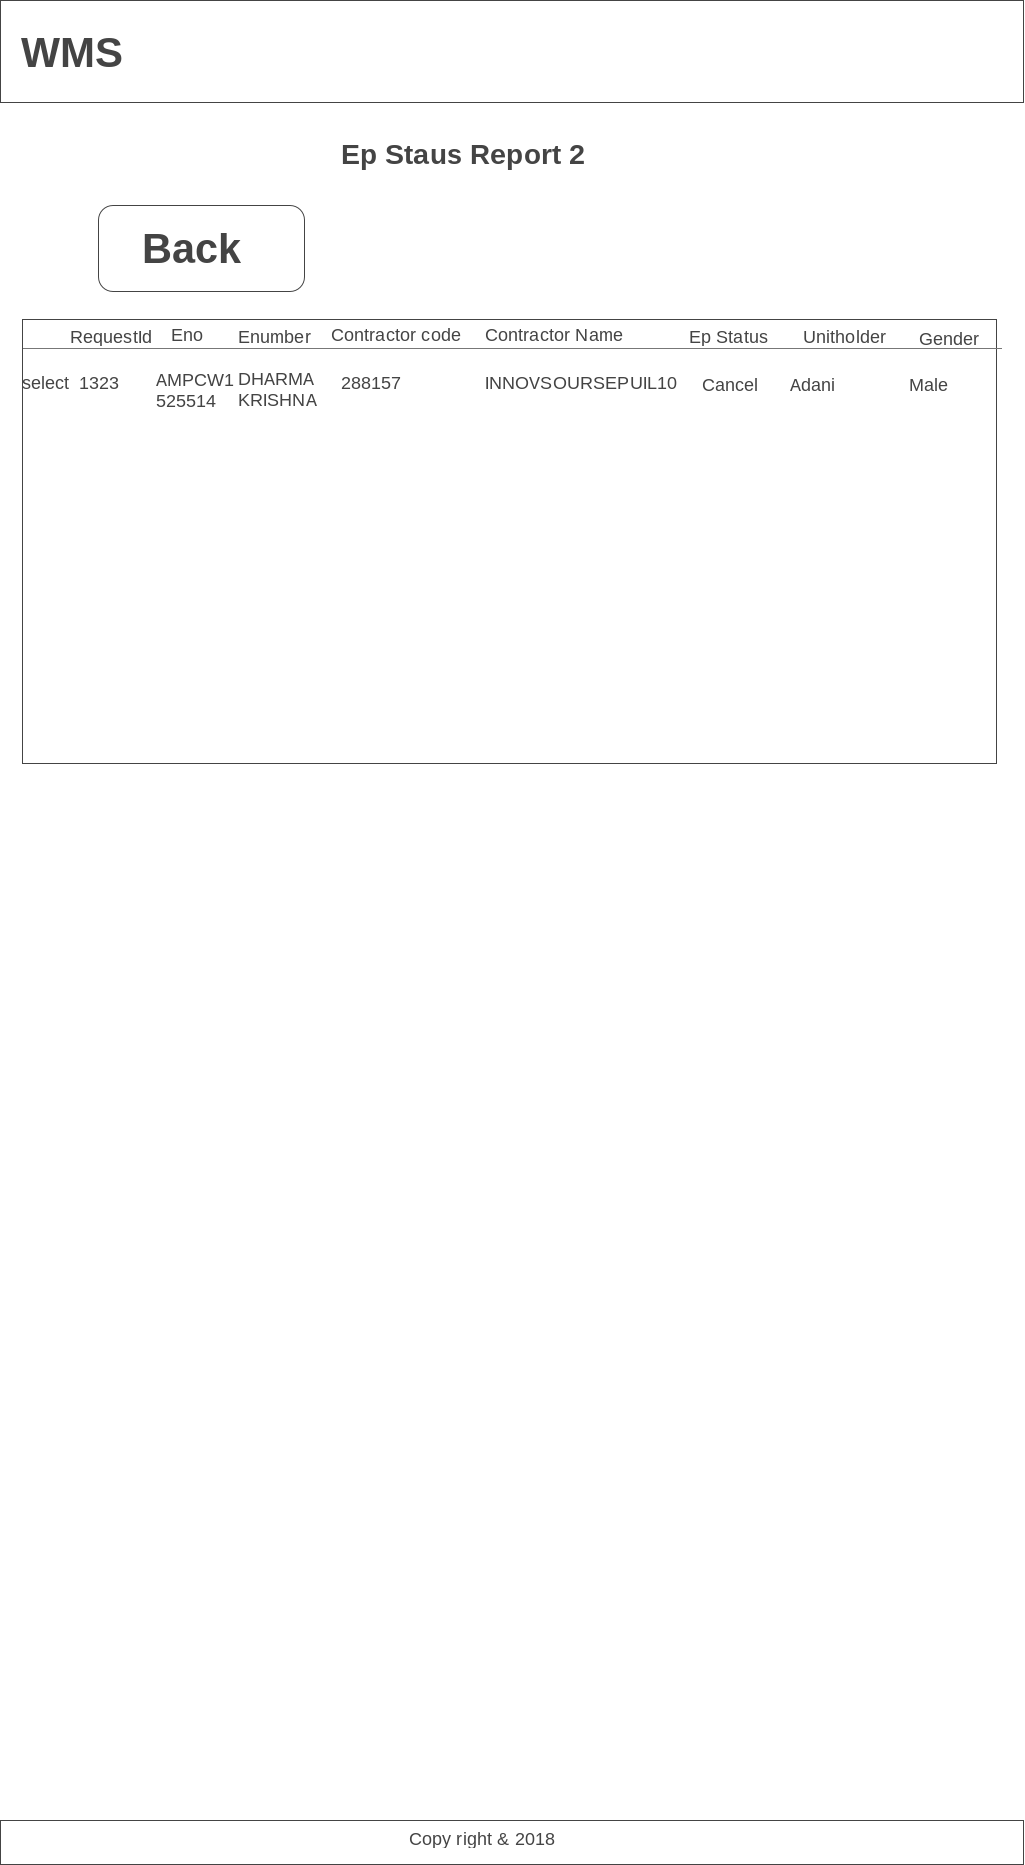 WMS
Ep Staus Report 2
Back
RequestId Eno Enumber Contractor code Contractor Name Ep Status Unitholder Gender
select 1323 AMPCW1 DHARMA 288157 INNOVSOURSEPUIL10 Cancel Adani Male
525514 KRISHNA
Copy right & 2018